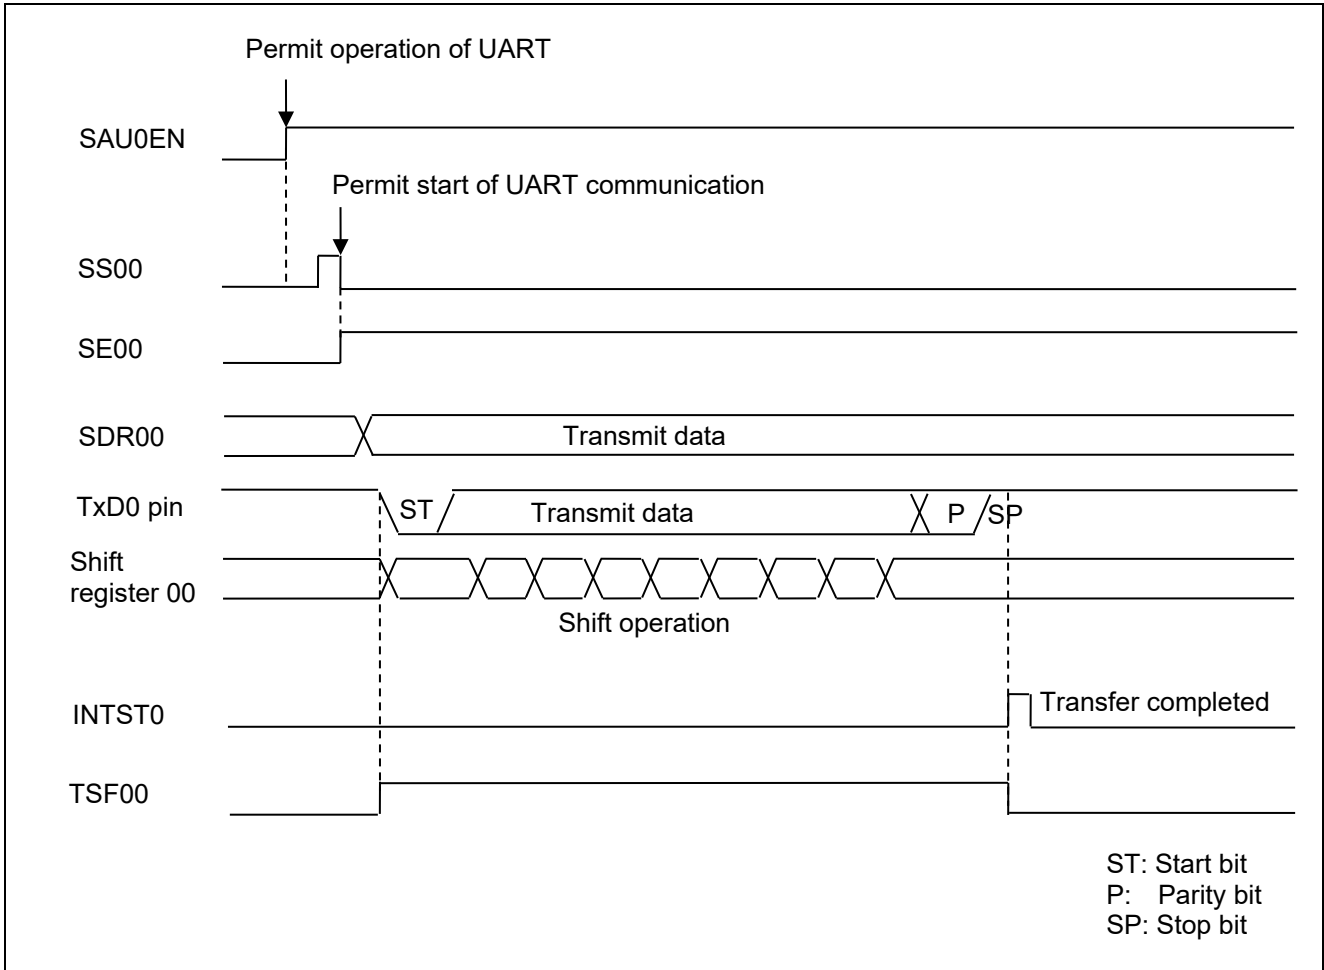 Permit operation of UART
SAU0EN
Permit start of UART communication
SS00
SE00
SDR00
Transmit data
TxD0 pin
ST
Transmit data
P
SP
Shift
register 00
Shift operation
INTST0
Transfer completed
TSF00
ST: Start bit
P: Parity bit
SP: Stop bit